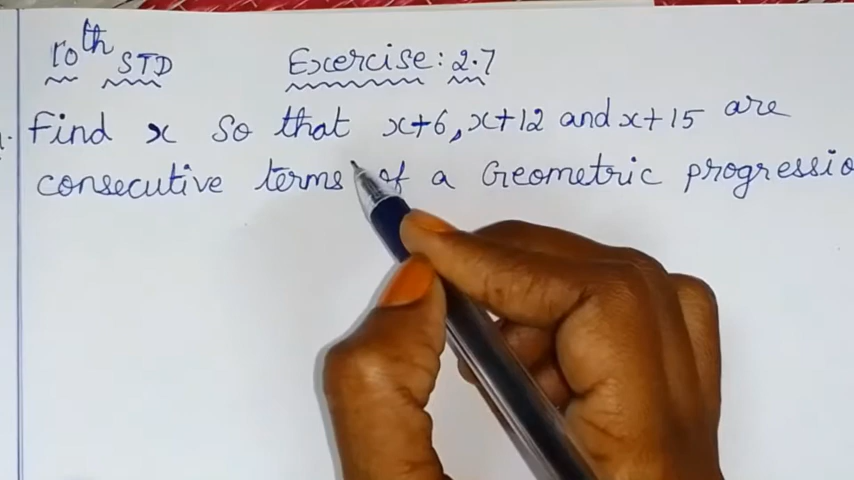 10th STD Exercise: 2.7
Find x so that x+6, x+12 and x+15 are
consecutive terms of a Geometric progressio